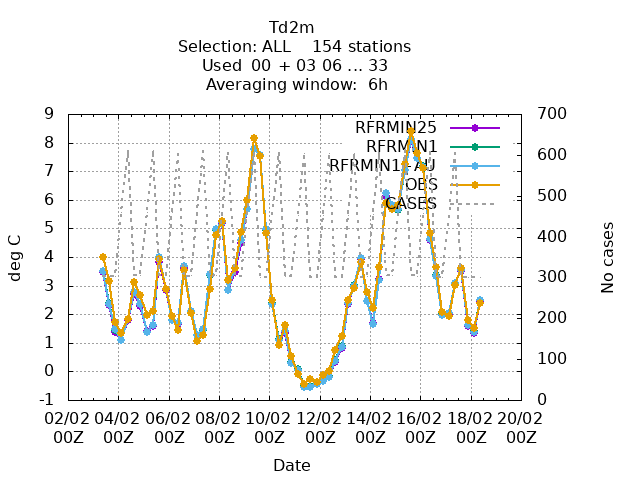 Td2m
Selection: ALL 154 stations
Used 00 + 03 06 ... 33
Averaging window: 6h
deg C
9
8
7
6
5
4
3
2
1
0
-1
700
600
500
400
300
200
100
0
No cases
RFRMIN25
RFRMIN1
RFRMIN1+AU
OBS
CASES
02/02 04/02 06/02 08/02 10/02 12/02 14/02 16/02 18/02 20/02
00Z 00Z 00Z 00Z 00Z 00Z 00Z 00Z 00Z 00Z
Date